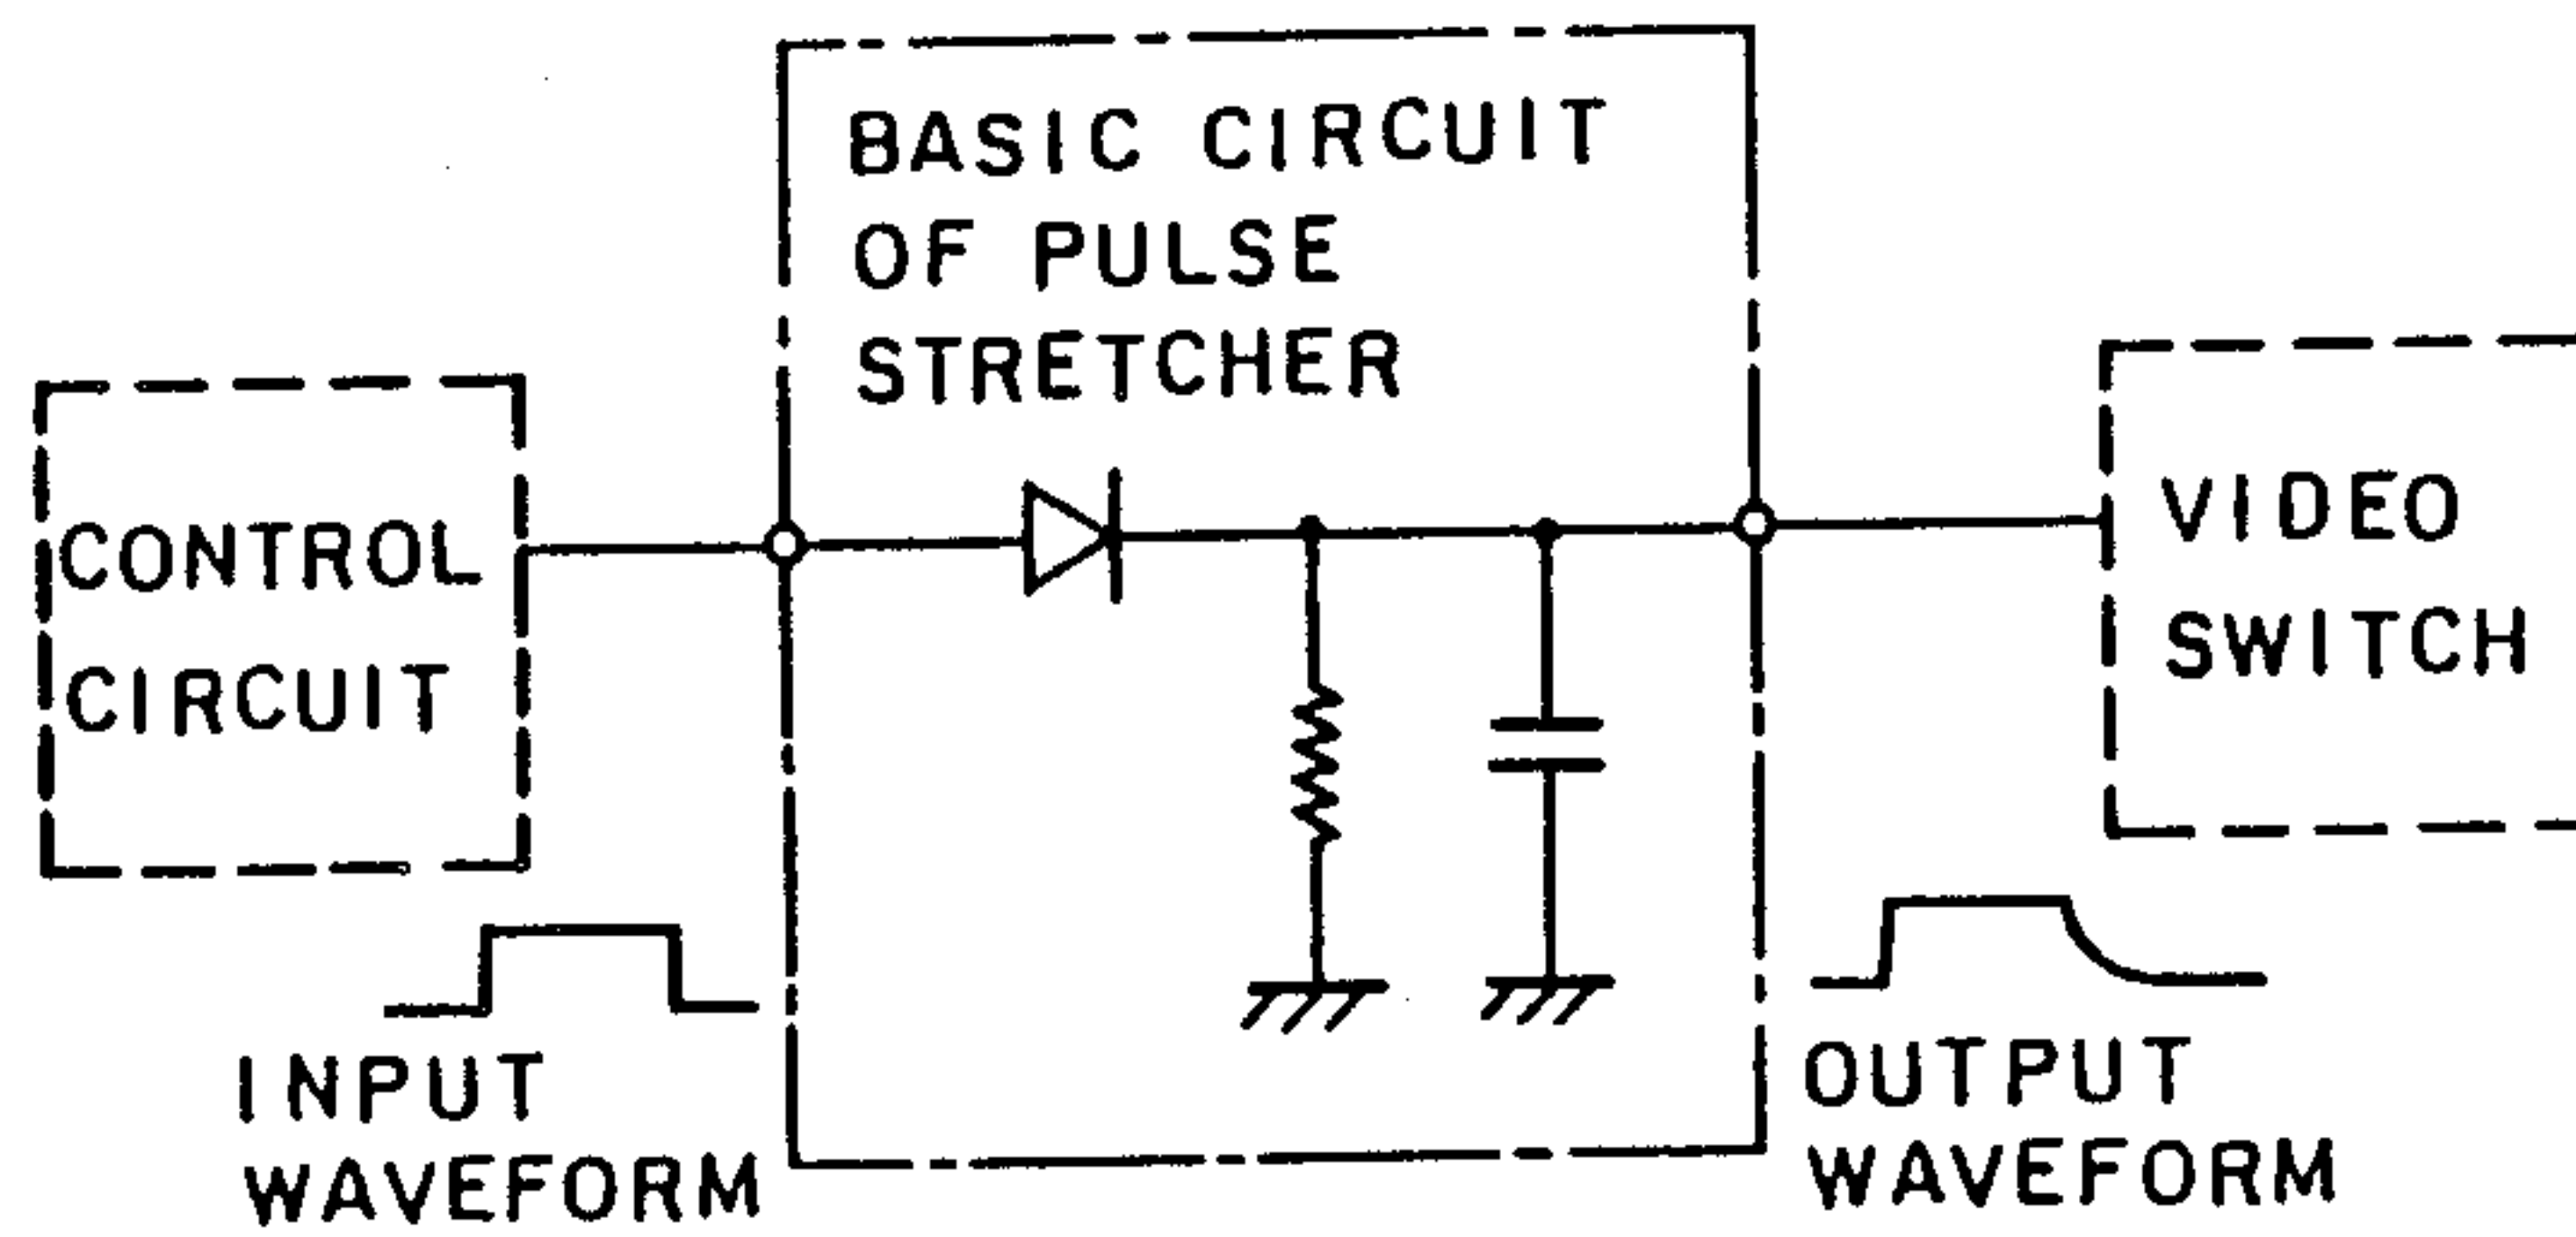 BASIC CIRCUIT
OF PULSE
STRETCHER
CONTROL
CIRCUIT
VIDEO
SWITCH
INPUT
WAVEFORM
OUTPUT
WAVEFORM